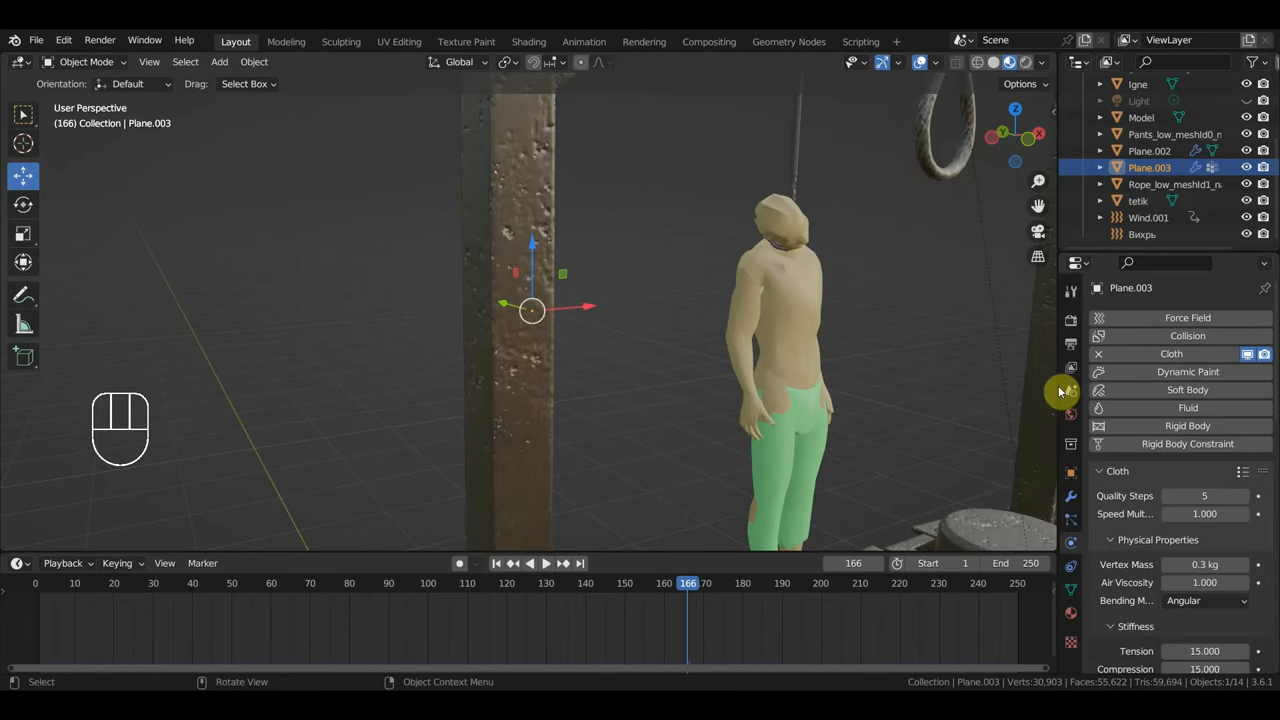 File Edit Render Window Help Layout Modeling Sculpting UV Editing Texture Paint Shading Animation Rendering Compositing Geometry Nodes Scripting + Scene ViewLayer
Object Mode View Select Add Object Global
Orientation: Default Drag: Select Box Options
User Perspective
(166) Collection | Plane.003
Z
Y X
Igne
Light
Model
Pants_low_meshId0_n
Plane.002
Plane.003
Rope_low_meshId1_n
tetik
Wind.001
Вихрь
Plane.003
Force Field
Collision
Cloth
Dynamic Paint
Soft Body
Fluid
Rigid Body
Rigid Body Constraint
Cloth
Quality Steps 5
Speed Mult... 1.000
Physical Properties
Vertex Mass 0.3 kg
Air Viscosity 1.000
Bending M... Angular
Stiffness
Tension 15.000
Compression 15.000
Playback Keying View Marker 166 Start 1 End 250
0 10 20 30 40 50 60 70 80 90 100 110 120 130 140 150 160 166 170 180 190 200 210 220 230 240 250
Select Rotate View Object Context Menu Collection | Plane.003 | Verts:30,903 | Faces:55,622 | Tris:59,694 | Objects:1/14 | 3.6.1